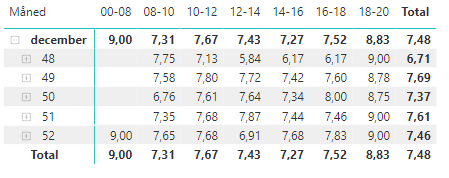 Måned 00-08 08-10 10-12 12-14 14-16 16-18 18-20 Total
december 9,00 7,31 7,67 7,43 7,27 7,52 8,83 7,48
48 7,75 7,13 5,84 6,17 6,17 9,00 6,71
49 7,58 7,80 7,72 7,42 7,60 8,78 7,69
50 6,76 7,61 7,64 7,34 8,00 8,75 7,37
51 7,35 7,68 7,87 7,44 7,46 9,00 7,61
52 9,00 7,65 7,68 6,91 7,68 7,83 9,00 7,46
Total 9,00 7,31 7,67 7,43 7,27 7,52 8,83 7,48